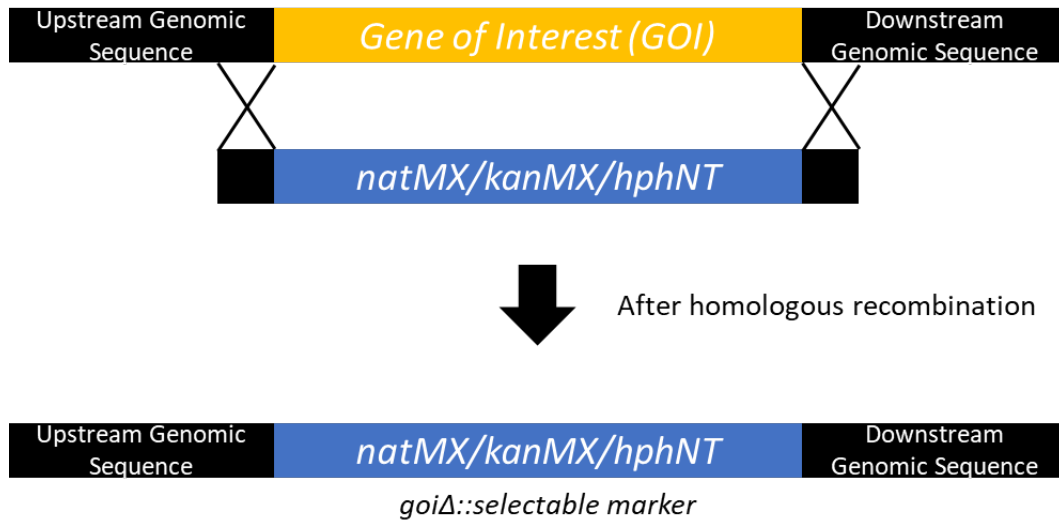 Upstream Genomic
Sequence
Gene of Interest (GOI)
Downstream
Genomic Sequence
natMX/kanMX/hphNT
After homologous recombination
Upstream Genomic
Sequence
natMX/kanMX/hphNT
Downstream
Genomic Sequence
goiΔ::selectable marker